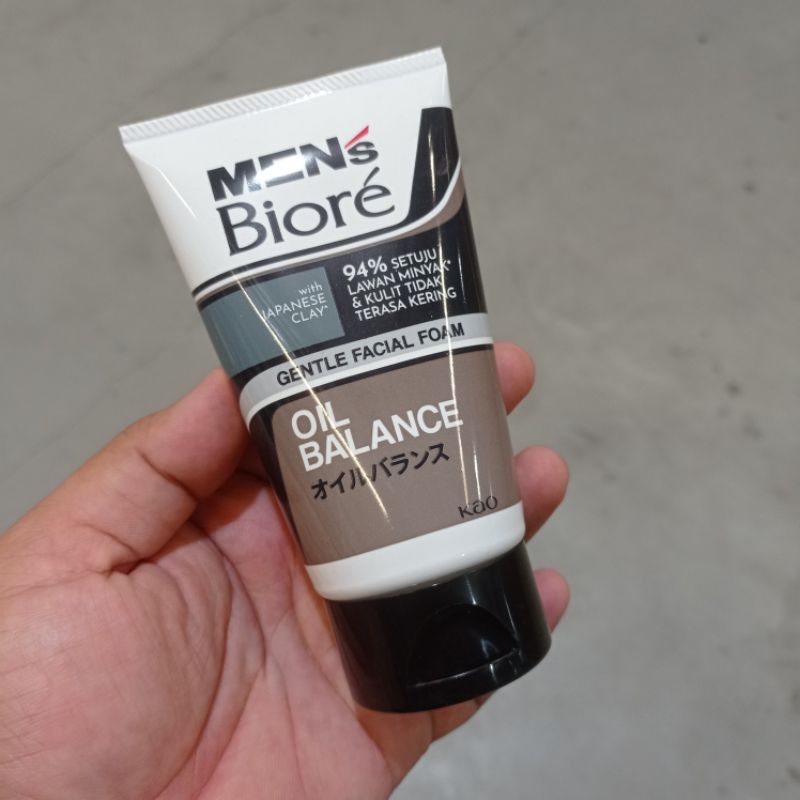 MEN's
Bioré
with
JAPANESE
CLAY^
94% SETUJU
LAWAN MINYAK*
& KULIT TIDAK
TERASA KERING
GENTLE FACIAL FOAM
OIL
BALANCE
オイルバランス
Kao